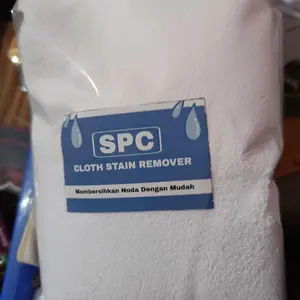 SPC
CLOTH STAIN REMOVER
Membersihkan Noda Dengan Mudah